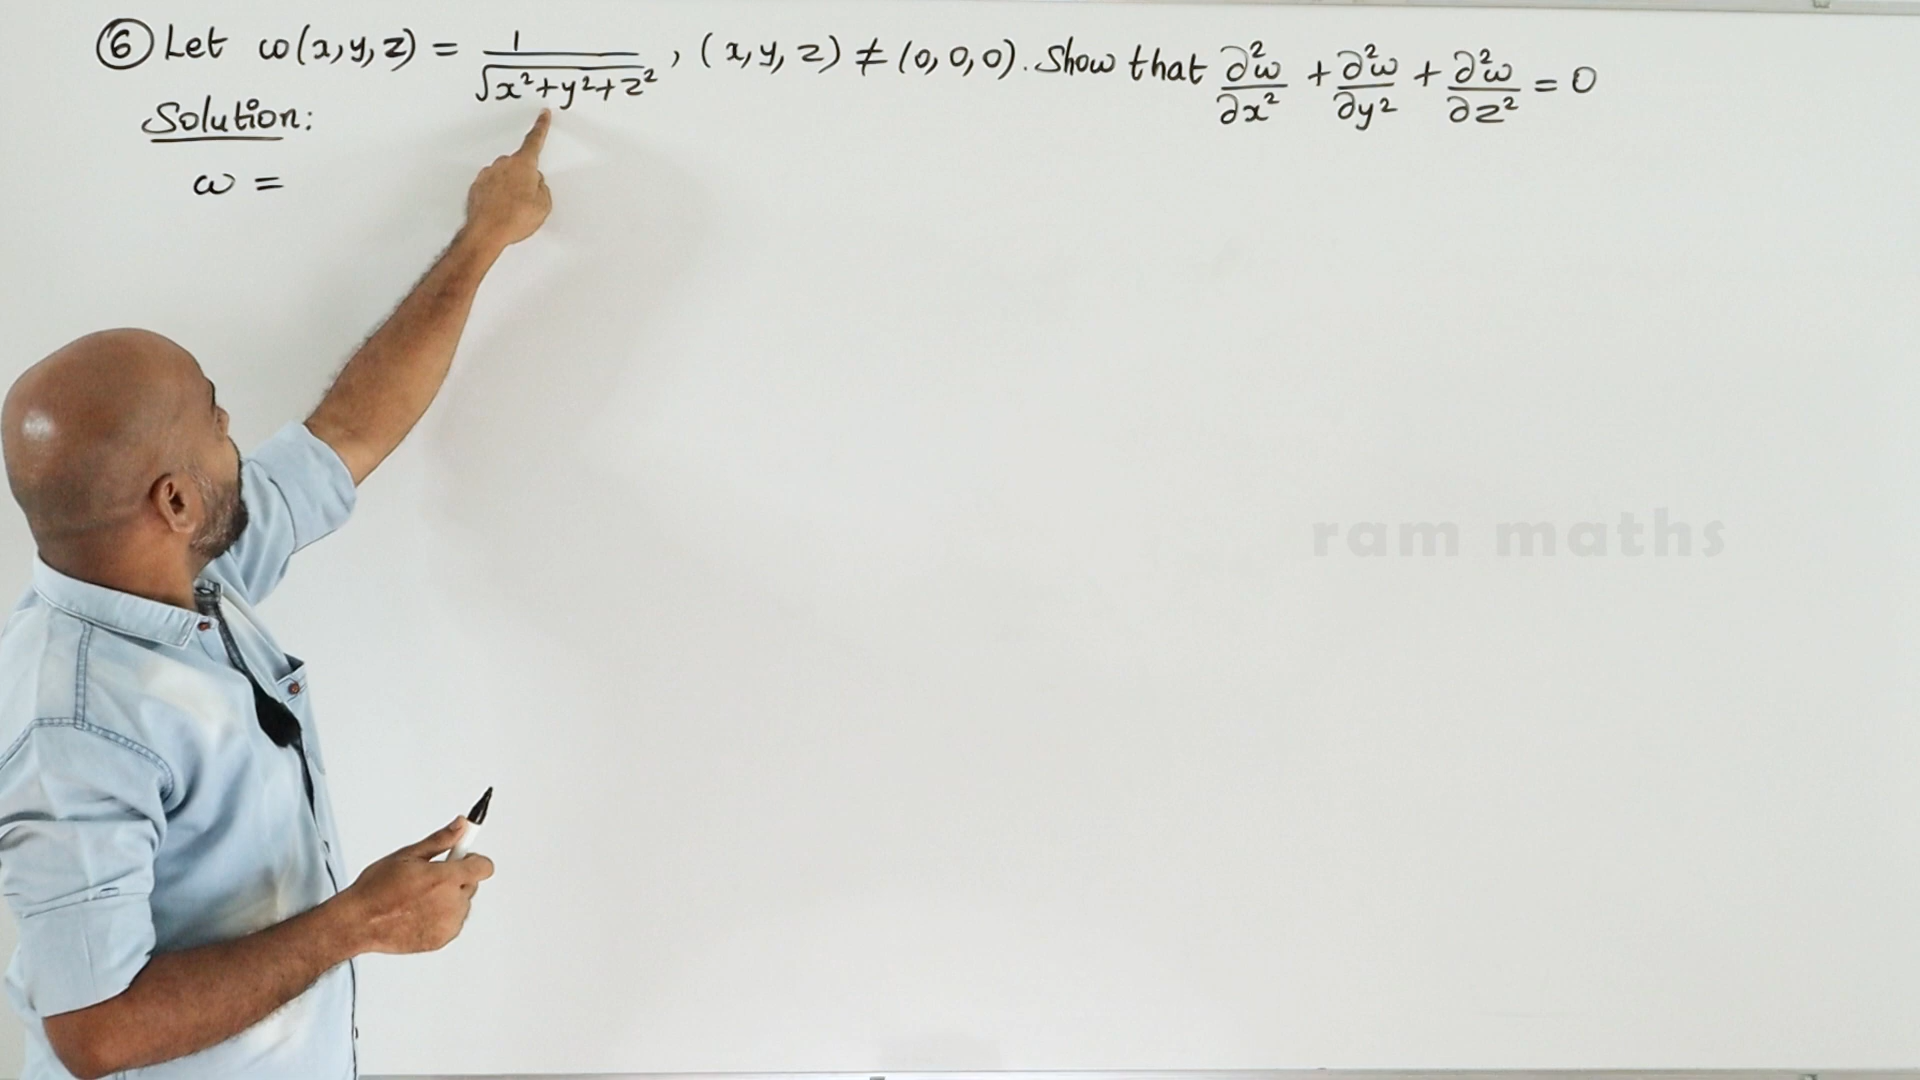 ⑥ Let ω(x,y,z) = 1/√x²+y²+z² , (x,y,z) ≠ (0,0,0). Show that ∂²ω/∂x² + ∂²ω/∂y² + ∂²ω/∂z² = 0
Solution:
ω =
ram maths